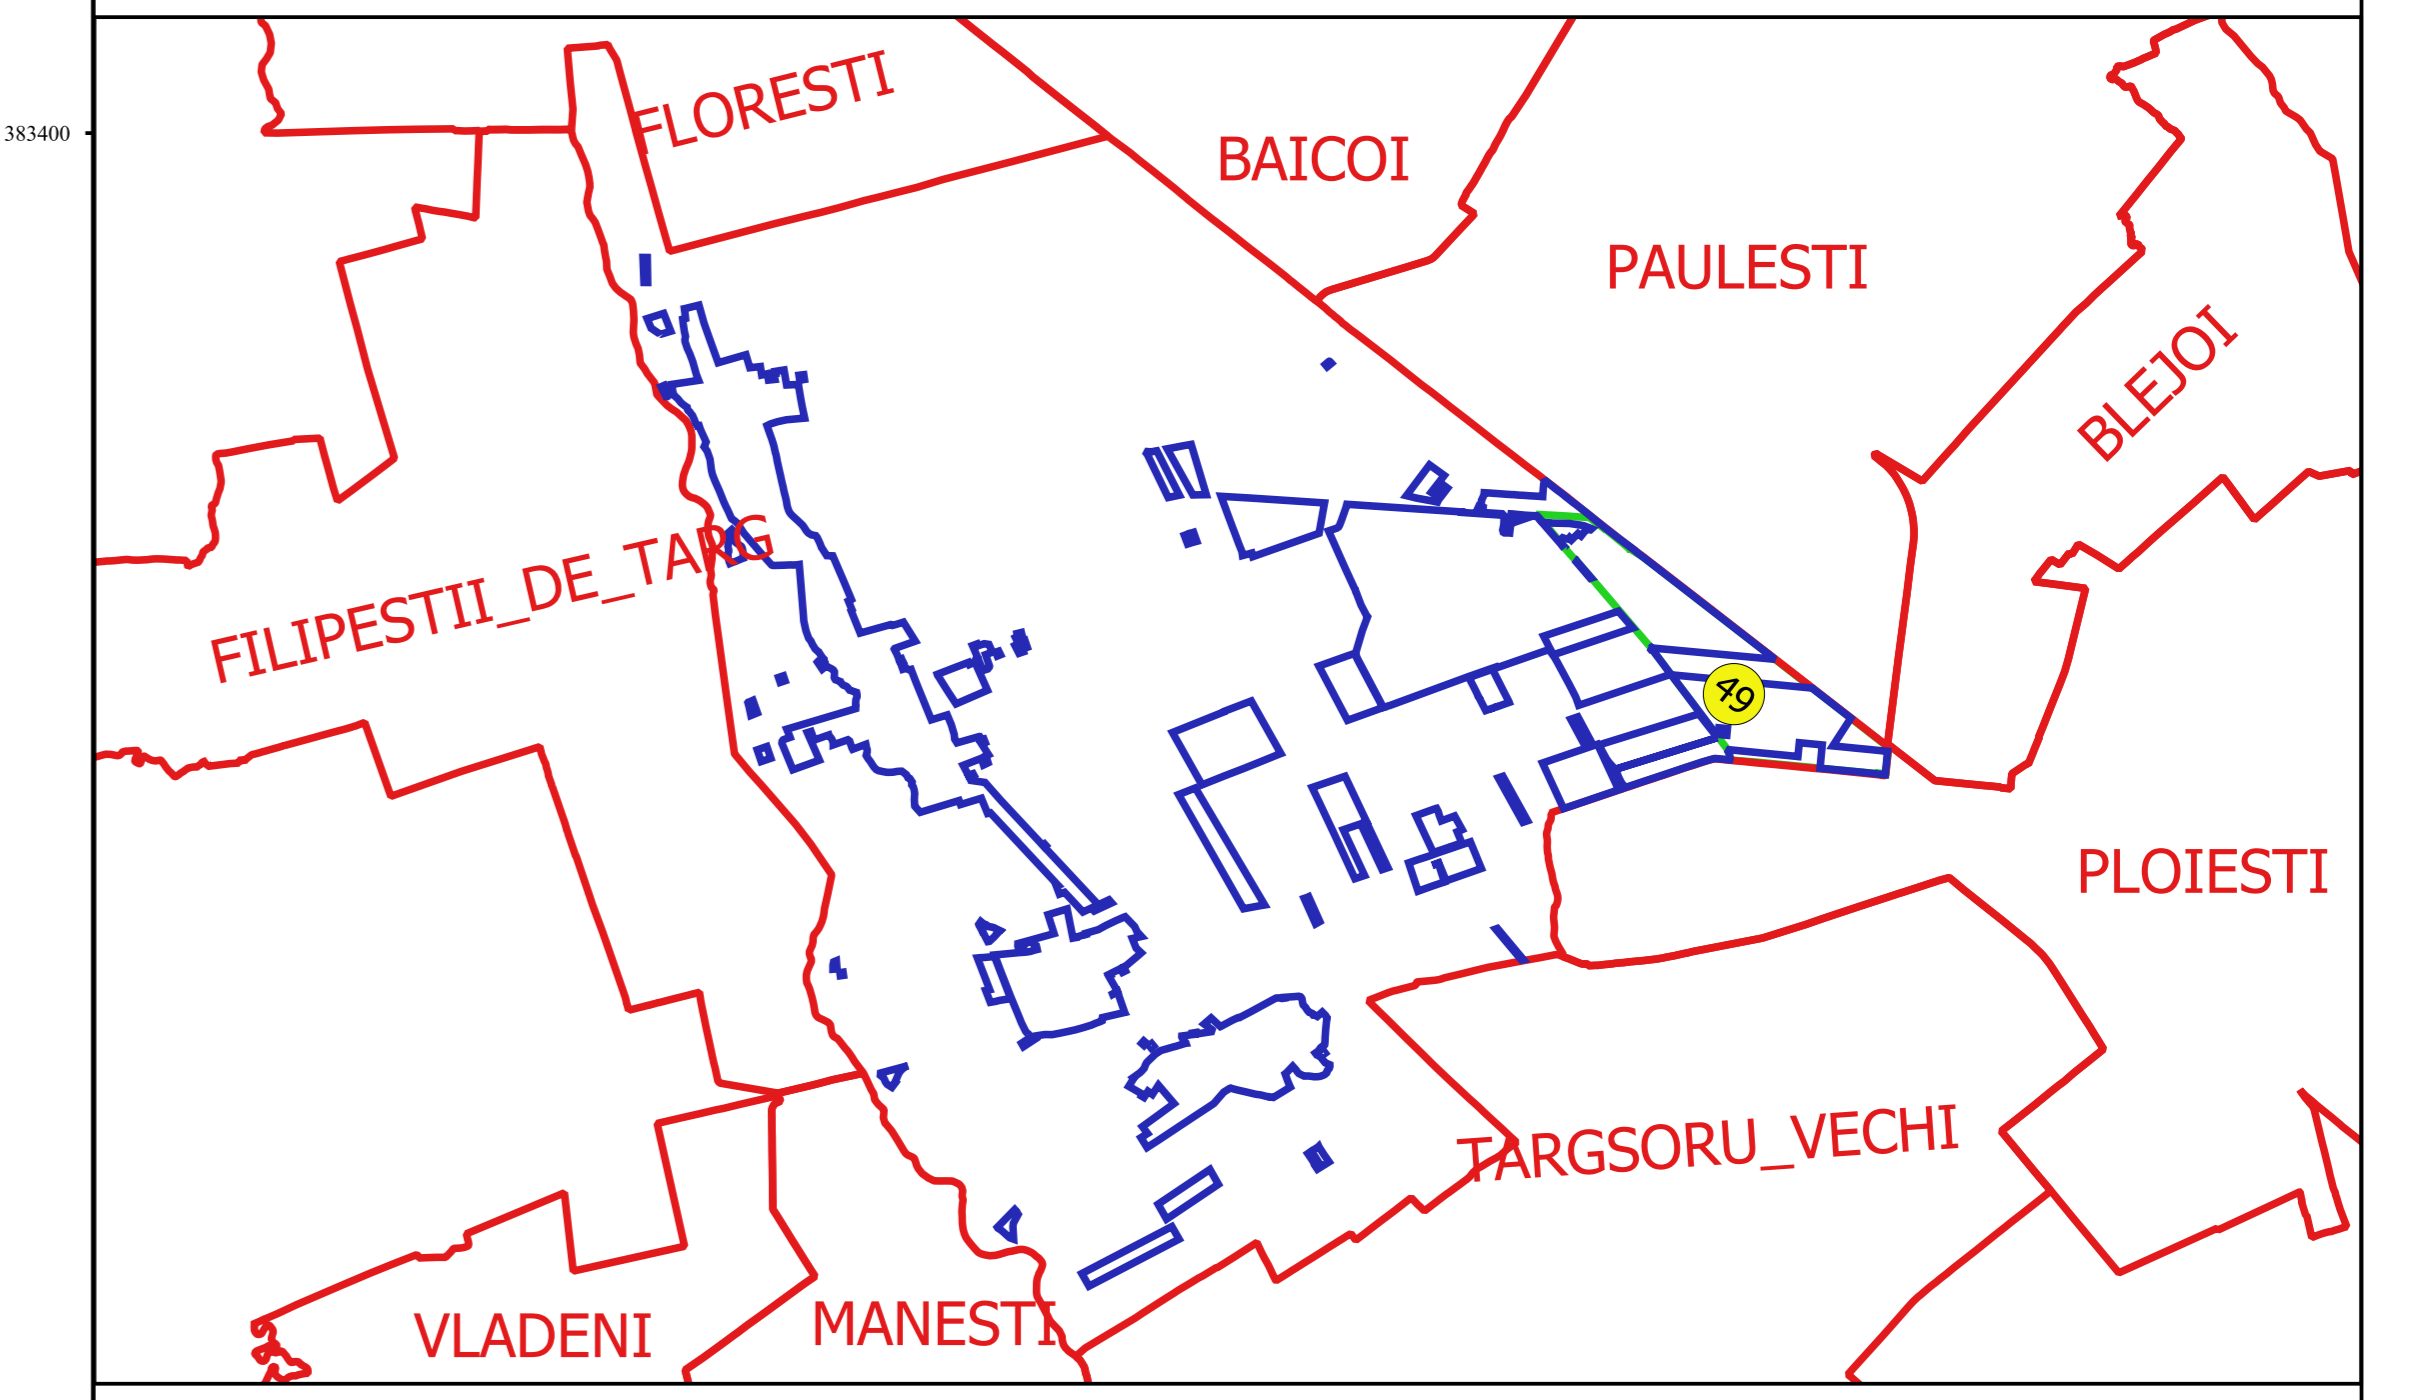 FLORESTI
383400
BAICOI
PAULESTI
BLEJOI
FILIPESTII_DE_TARG
49
PLOIESTI
TARGSORU_VECHI
VLADENI
MANESTI